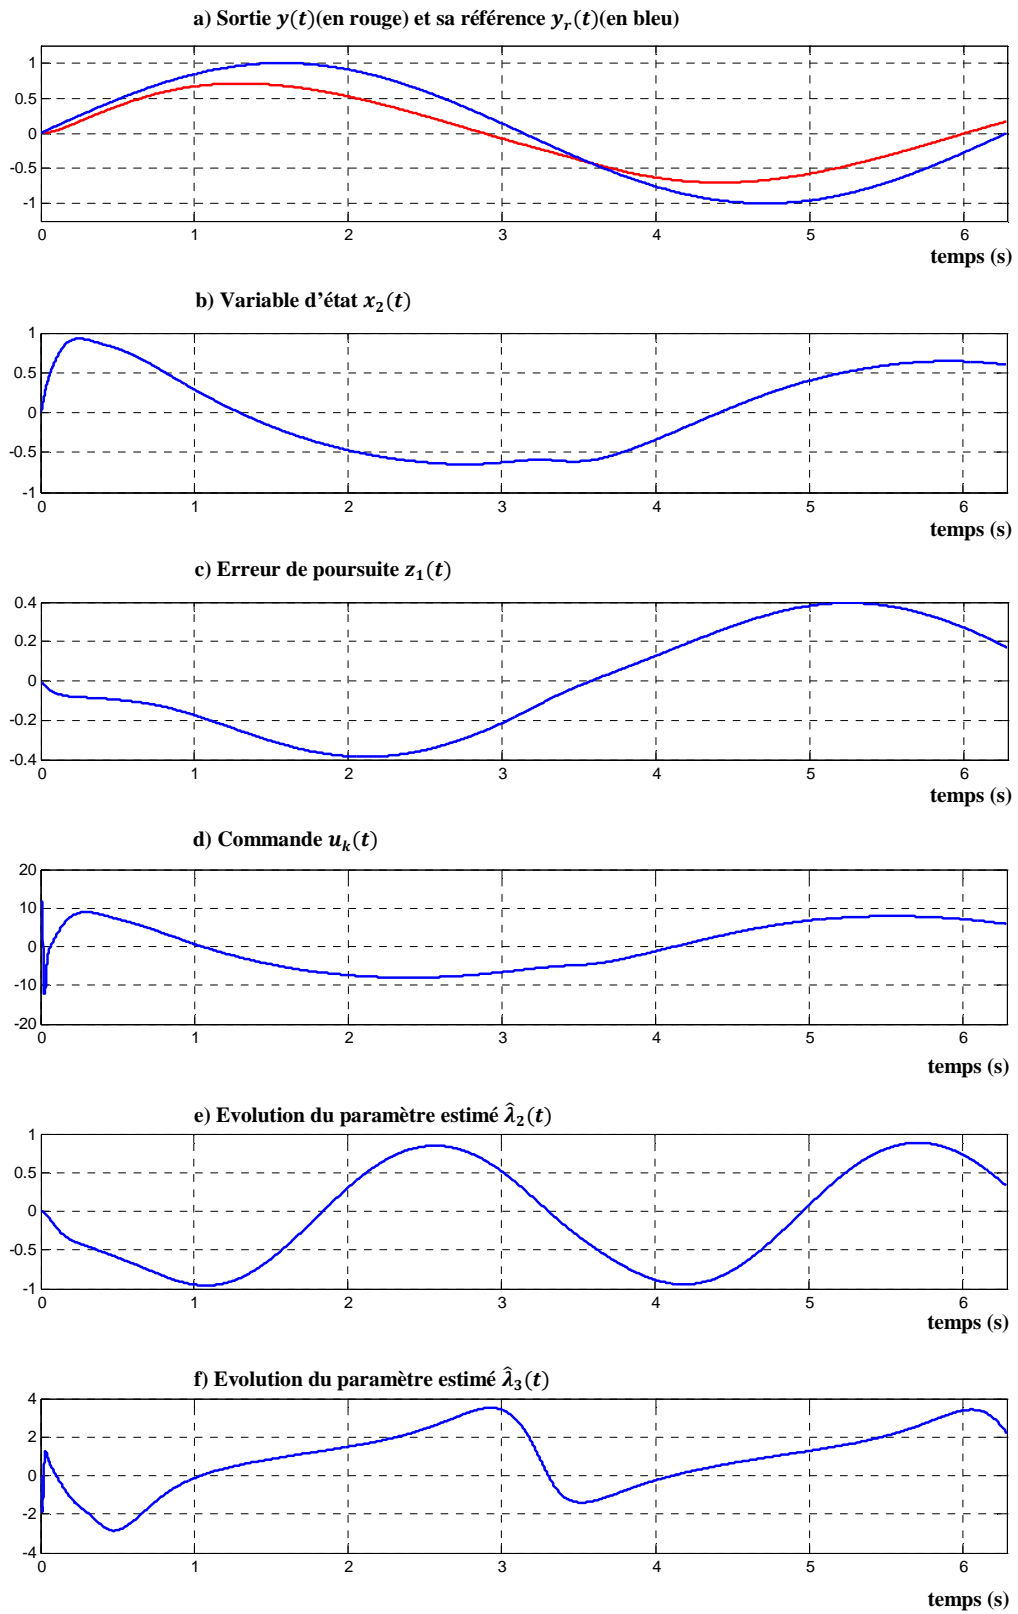 a) Sortie y(t)(en rouge) et sa référence y_r(t)(en bleu)
1
0.5
0
-0.5
-1
0 1 2 3 4 5 6
temps (s)
b) Variable d'état x_2(t)
1
0.5
0
-0.5
-1
0 1 2 3 4 5 6
temps (s)
c) Erreur de poursuite z_1(t)
0.4
0.2
0
-0.2
-0.4
0 1 2 3 4 5 6
temps (s)
d) Commande u_k(t)
20
10
0
-10
-20
0 1 2 3 4 5 6
temps (s)
e) Evolution du paramètre estimé λ̂_2(t)
1
0.5
0
-0.5
-1
0 1 2 3 4 5 6
temps (s)
f) Evolution du paramètre estimé λ̂_3(t)
4
2
0
-2
-4
0 1 2 3 4 5 6
temps (s)